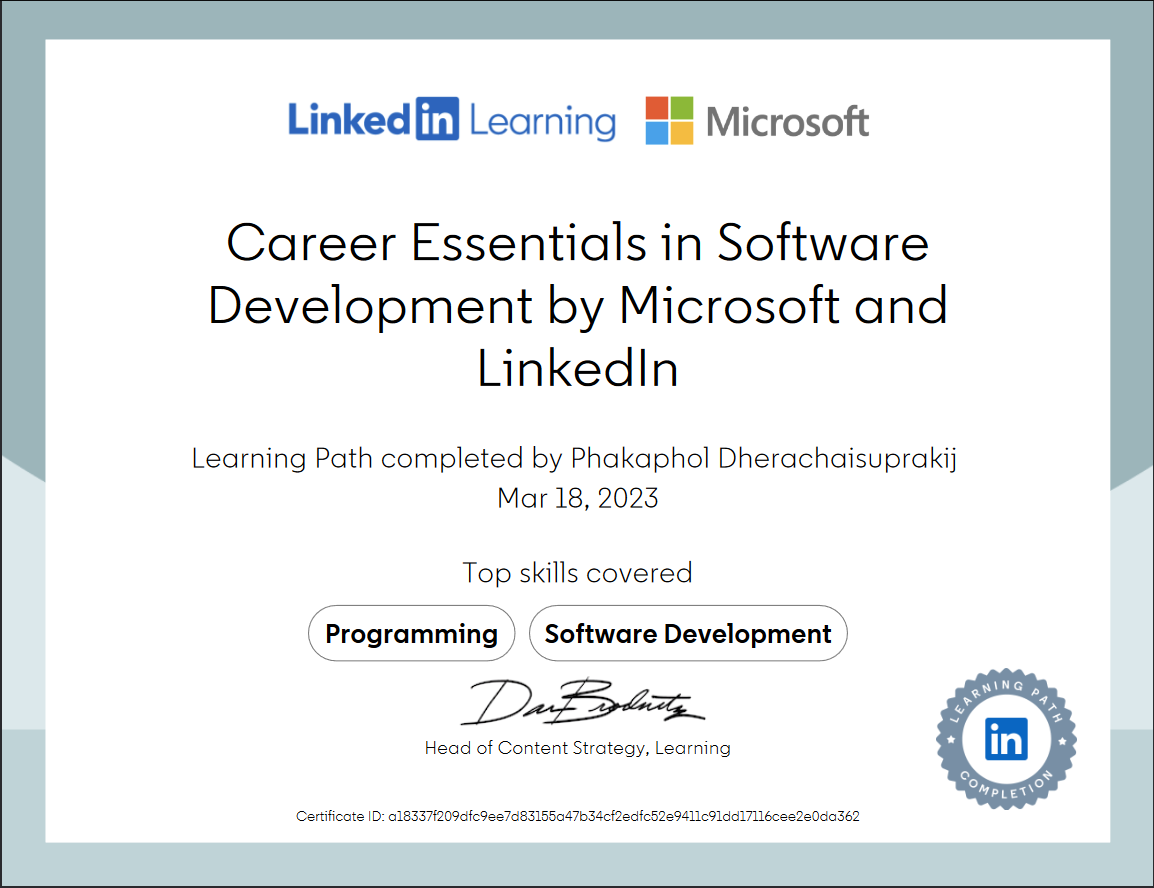 LinkedIn Learning Microsoft
Career Essentials in Software
Development by Microsoft and
LinkedIn
Learning Path completed by Phakaphol Dherachaisuprakij
Mar 18, 2023
Top skills covered
Programming Software Development
Dan Brodnitz
Head of Content Strategy, Learning
LEARNING PATH
in
COMPLETION
Certificate ID: a18337f209dfc9ee7d83155a47b34cf2edfc52e9411c91dd17116cee2e0da362